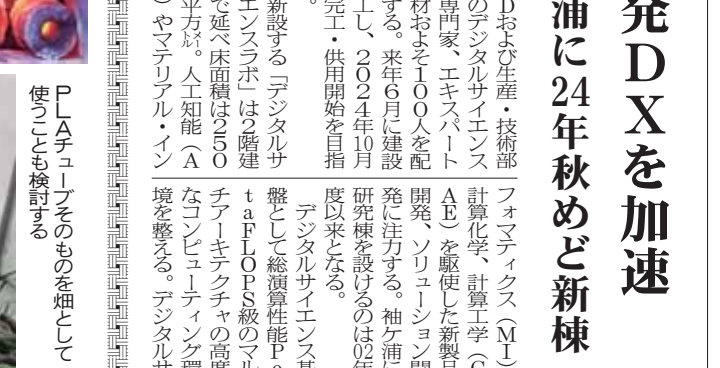 発DXを加速
浦に24年秋めど新棟
Dおよび生産・技術部
のデジタルサイエンス
専門家、エキスパート
材およそ100人を配
する。来年6月に建設
工し、2024年10月
完工・供用開始を目指
。
新設する「デジタルサ
エンスラボ」は2階建
で延べ床面積は250
平方㍍。人工知能（A
）やマテリアル・イン
フォマティクス（MI）
計算化学、計算工学（C
AE）を駆使した新製品
開発、ソリューション開
発に注力する。袖ケ浦に
研究棟を設けるのは02年
度以来となる。
デジタルサイエンス基
盤として総演算性能Pe
taFLOPS級のマル
チアーキテクチャの高度
なコンピューティング環
境を整える。デジタルサ
PLAチューブそのものを畑として
使うことも検討する